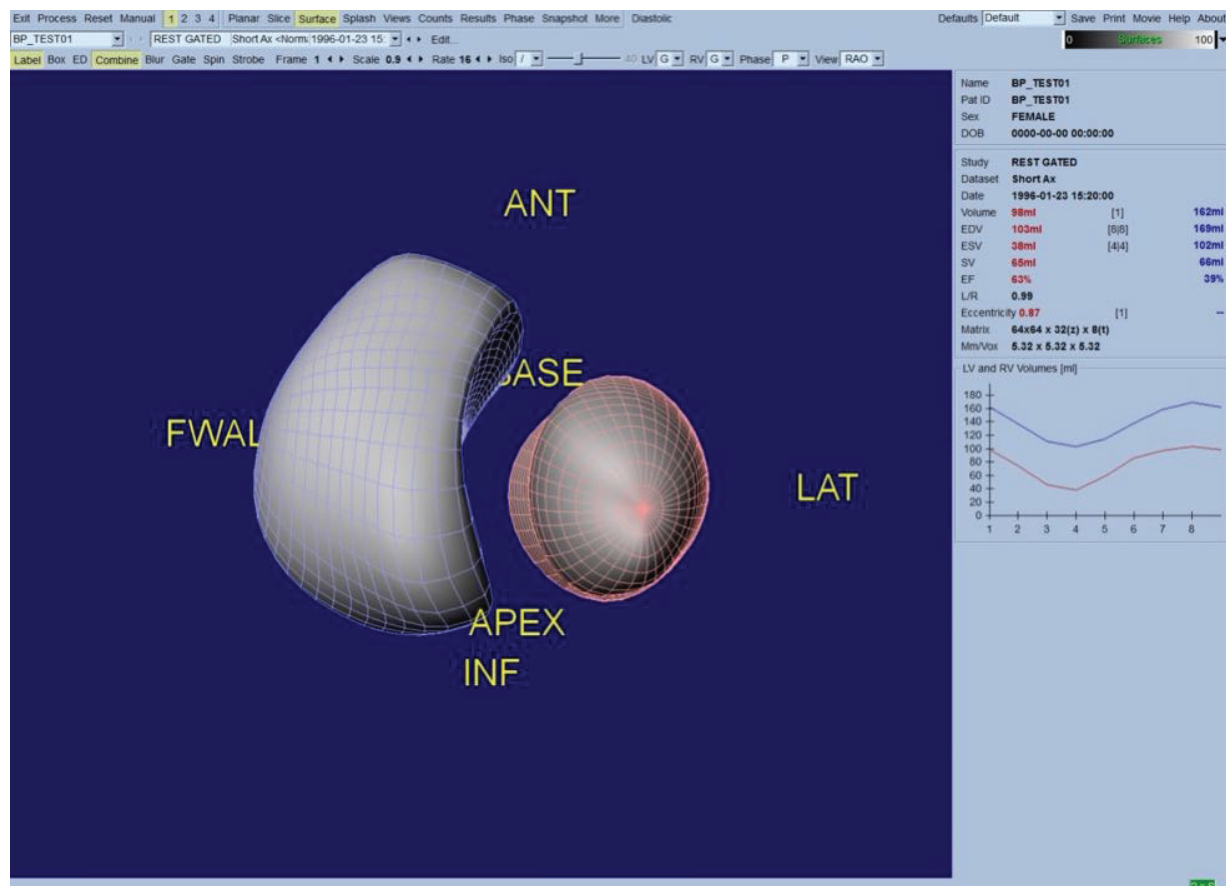 Exit Process Reset Manual 1 2 3 4 Planar Slice Surface Splash Views Counts Results Phase Snapshot More Diastolic Defaults Default Save Print Movie Help About
BP_TEST01 REST GATED Short Ax <Norm: 1996-01-23 15: Edit... 0 Surfaces 100
Label Box ED Combine Blur Gate Spin Strobe Frame 1 Scale 0.9 Rate 16 Iso / 40 LV G RV G Phase P View RAO
Name BP_TEST01
Pat ID BP_TEST01
Sex FEMALE
DOB 0000-00-00 00:00:00
Study REST GATED
Dataset Short Ax
Date 1996-01-23 15:20:00
Volume 98ml [1] 162ml
EDV 103ml [8|8] 169ml
ESV 38ml [4|4] 102ml
SV 65ml 66ml
EF 63% 39%
L/R 0.99
Eccentricity 0.87 [1] --
Matrix 64x64 x 32(z) x 8(t)
Mm/Vox 5.32 x 5.32 x 5.32
LV and RV Volumes [ml]
180
160
140
120
100
80
60
40
20
0
1 2 3 4 5 6 7 8
ANT
BASE
FWAL
LAT
APEX
INF